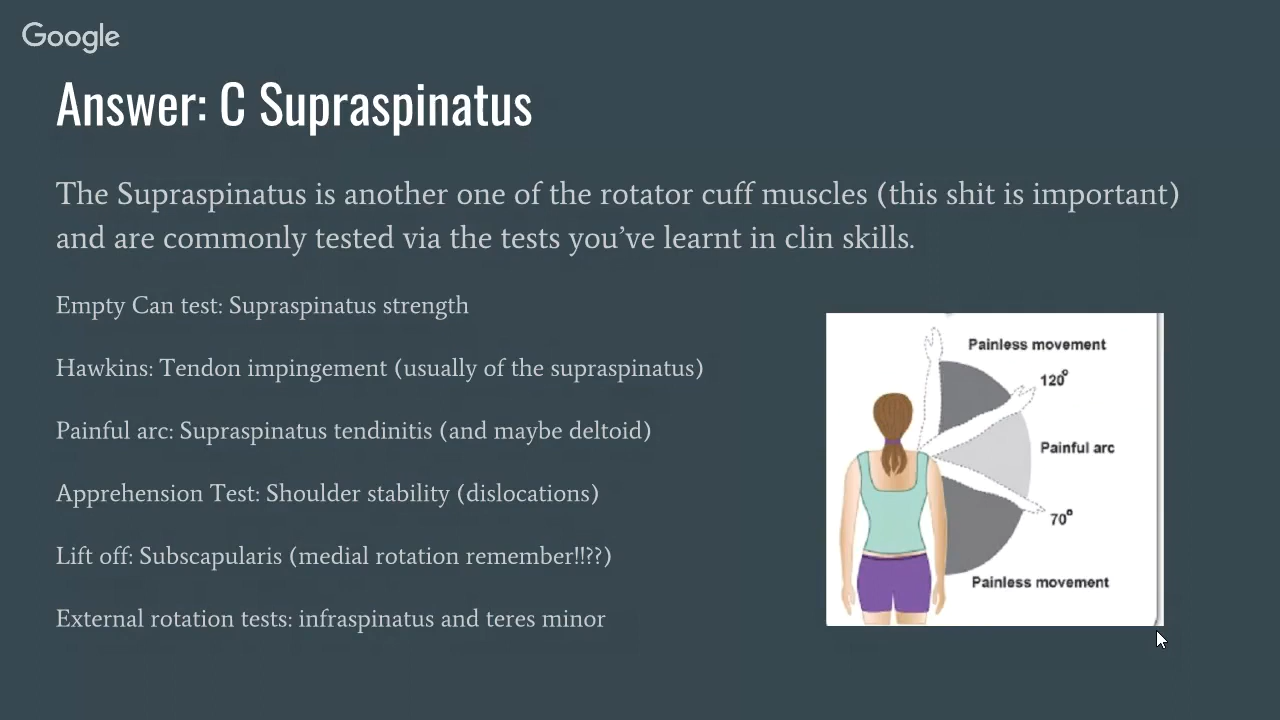 Google
Answer: C Supraspinatus
The Supraspinatus is another one of the rotator cuff muscles (this shit is important)
and are commonly tested via the tests you’ve learnt in clin skills.
Empty Can test: Supraspinatus strength
Hawkins: Tendon impingement (usually of the supraspinatus)
Painful arc: Supraspinatus tendinitis (and maybe deltoid)
Apprehension Test: Shoulder stability (dislocations)
Lift off: Subscapularis (medial rotation remember!!??)
External rotation tests: infraspinatus and teres minor
Painless movement
120°
Painful arc
70°
Painless movement